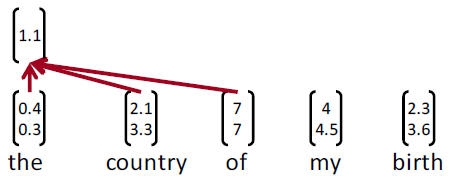 1.1
0.4 2.1 7 4 2.3
0.3 3.3 7 4.5 3.6
the country of my birth